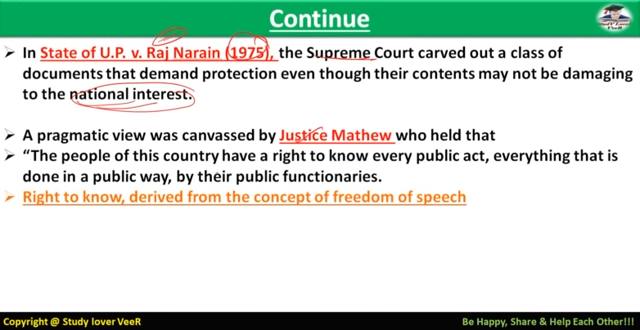 Continue
➢ In State of U.P. v. Raj Narain (1975), the Supreme Court carved out a class of
documents that demand protection even though their contents may not be damaging
to the national interest.
➢ A pragmatic view was canvassed by Justice Mathew who held that
➢ “The people of this country have a right to know every public act, everything that is
done in a public way, by their public functionaries.
➢ Right to know, derived from the concept of freedom of speech
Copyright @ Study lover VeeR
Be Happy, Share & Help Each Other!!!